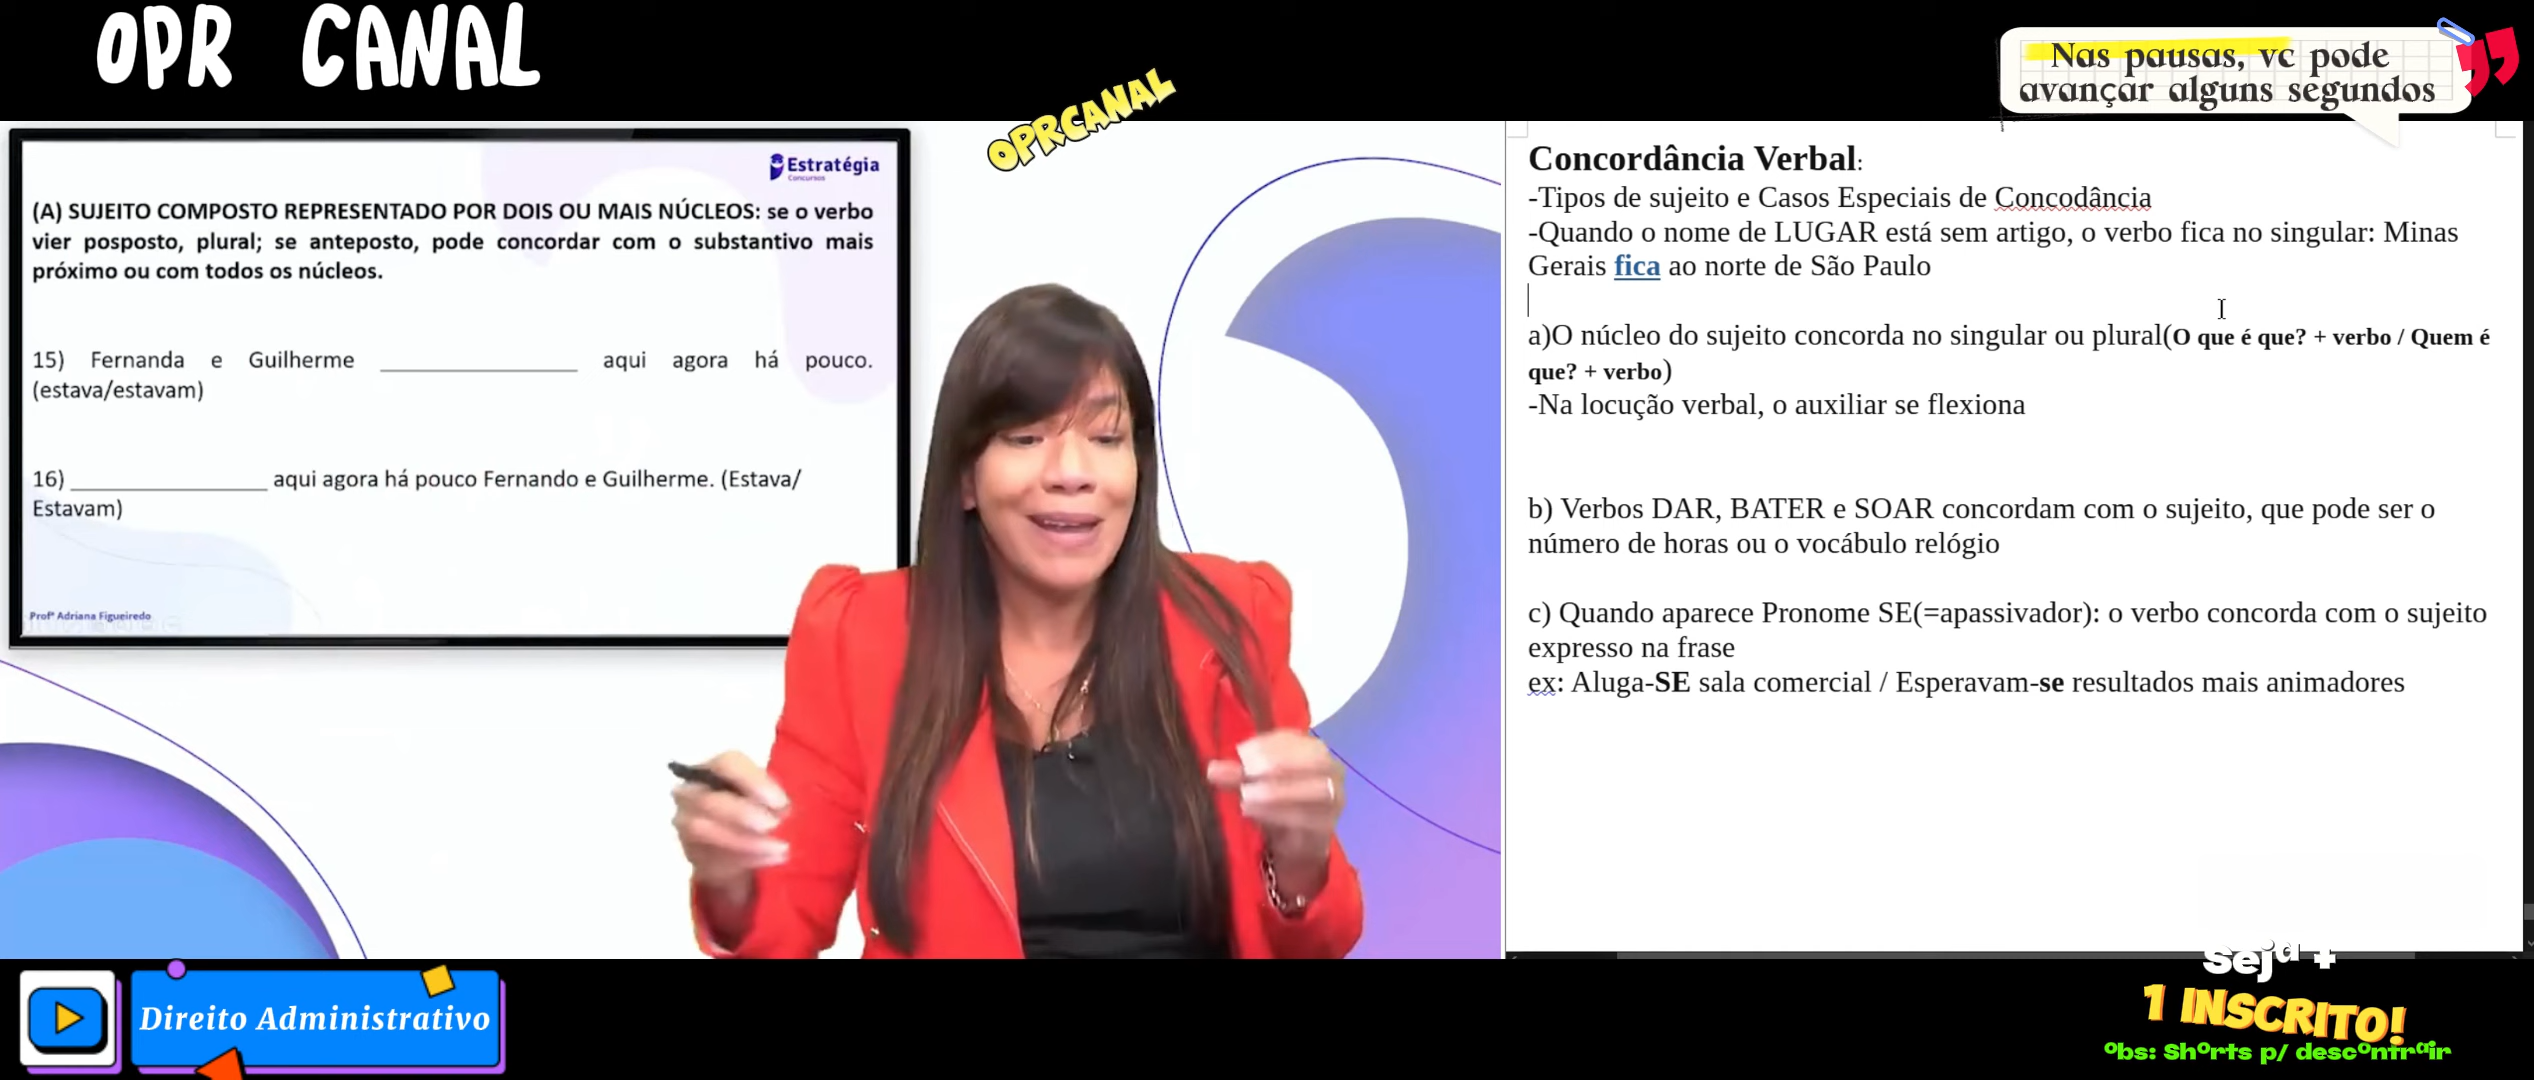 OPR CANAL
Nas pausas, vc pode
avançar alguns segundos
OPRCANAL
Estratégia
Concursos
(A) SUJEITO COMPOSTO REPRESENTADO POR DOIS OU MAIS NÚCLEOS: se o verbo
vier posposto, plural; se anteposto, pode concordar com o substantivo mais
próximo ou com todos os núcleos.
15) Fernanda e Guilherme ______________ aqui agora há pouco.
(estava/estavam)
16) ______________ aqui agora há pouco Fernando e Guilherme. (Estava/
Estavam)
Profª Adriana Figueiredo
Concordância Verbal:
-Tipos de sujeito e Casos Especiais de Concodância
-Quando o nome de LUGAR está sem artigo, o verbo fica no singular: Minas
Gerais fica ao norte de São Paulo
a)O núcleo do sujeito concorda no singular ou plural(O que é que? + verbo / Quem é
que? + verbo)
-Na locução verbal, o auxiliar se flexiona
b) Verbos DAR, BATER e SOAR concordam com o sujeito, que pode ser o
número de horas ou o vocábulo relógio
c) Quando aparece Pronome SE(=apassivador): o verbo concorda com o sujeito
expresso na frase
ex: Aluga-SE sala comercial / Esperavam-se resultados mais animadores
Direito Administrativo
Seja +
1 INSCRITO!
obs: Shorts p/ descontrair